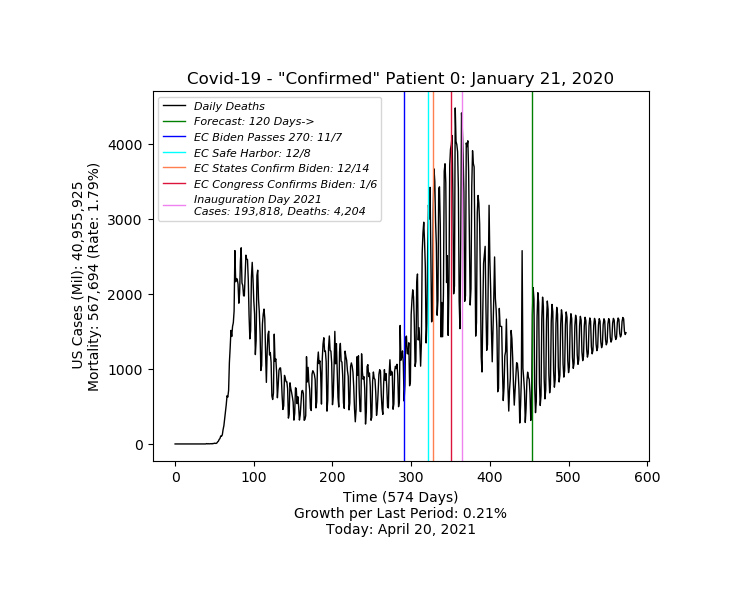 Covid-19 - "Confirmed" Patient 0: January 21, 2020
Daily Deaths
Forecast: 120 Days->
EC Biden Passes 270: 11/7
EC Safe Harbor: 12/8
EC States Confirm Biden: 12/14
EC Congress Confirms Biden: 1/6
Inauguration Day 2021
Cases: 193,818, Deaths: 4,204
US Cases (Mil): 40,955,925
Mortality: 567,694 (Rate: 1.79%)
4000
3000
2000
1000
0
0 100 200 300 400 500 600
Time (574 Days)
Growth per Last Period: 0.21%
Today: April 20, 2021